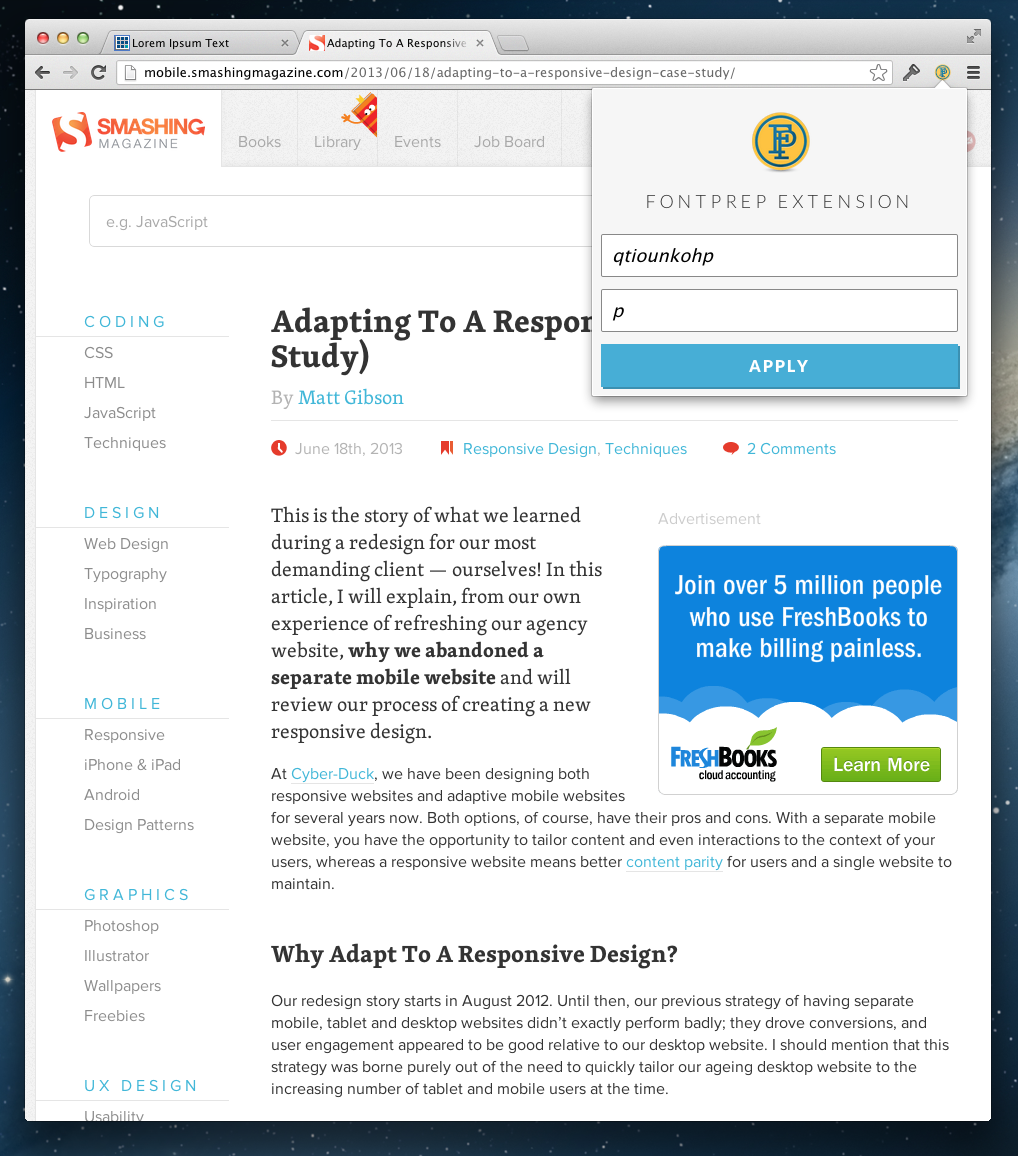 Lorem Ipsum Text
Adapting To A Responsive
mobile.smashingmagazine.com/2013/06/18/adapting-to-a-responsive-design-case-study/
SMASHING
MAGAZINE
Books
Library
Events
Job Board
FONTPREP EXTENSION
qtiounkohp
p
APPLY
e.g. JavaScript
CODING
CSS
HTML
JavaScript
Techniques
DESIGN
Web Design
Typography
Inspiration
Business
MOBILE
Responsive
iPhone & iPad
Android
Design Patterns
GRAPHICS
Photoshop
Illustrator
Wallpapers
Freebies
UX DESIGN
Usability
Adapting To A Respon
Study)
By Matt Gibson
June 18th, 2013
Responsive Design, Techniques
2 Comments
This is the story of what we learned
during a redesign for our most
demanding client — ourselves! In this
article, I will explain, from our own
experience of refreshing our agency
website, why we abandoned a
separate mobile website and will
review our process of creating a new
responsive design.
Advertisement
Join over 5 million people
who use FreshBooks to
make billing painless.
FRESHBOOKS
cloud accounting
Learn More
At Cyber-Duck, we have been designing both
responsive websites and adaptive mobile websites
for several years now. Both options, of course, have their pros and cons. With a separate mobile
website, you have the opportunity to tailor content and even interactions to the context of your
users, whereas a responsive website means better content parity for users and a single website to
maintain.
Why Adapt To A Responsive Design?
Our redesign story starts in August 2012. Until then, our previous strategy of having separate
mobile, tablet and desktop websites didn’t exactly perform badly; they drove conversions, and
user engagement appeared to be good relative to our desktop website. I should mention that this
strategy was borne purely out of the need to quickly tailor our ageing desktop website to the
increasing number of tablet and mobile users at the time.